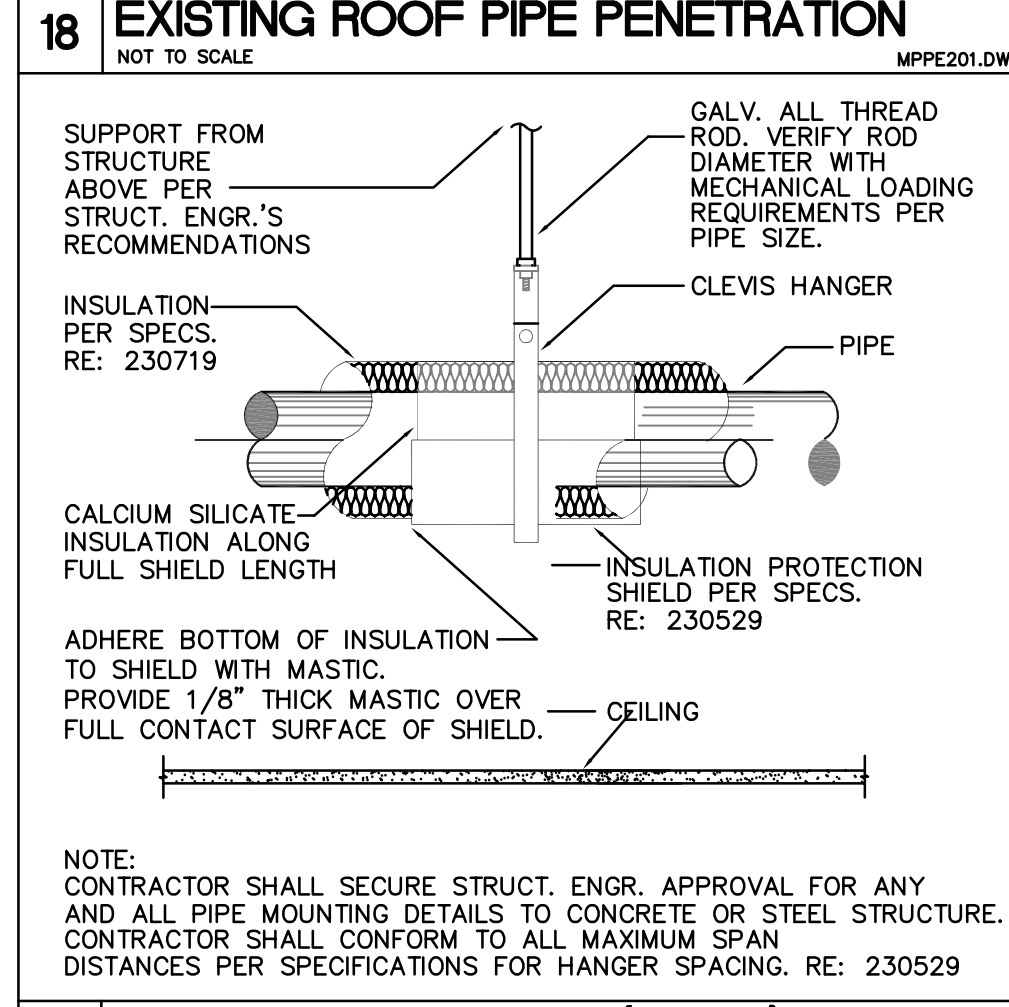 18
EXISTING ROOF PIPE PENETRATION
NOT TO SCALE
MPPE201.DW
SUPPORT FROM
STRUCTURE
ABOVE PER
STRUCT. ENGR.'S
RECOMMENDATIONS
GALV. ALL THREAD
ROD. VERIFY ROD
DIAMETER WITH
MECHANICAL LOADING
REQUIREMENTS PER
PIPE SIZE.
CLEVIS HANGER
INSULATION
PER SPECS.
RE: 230719
PIPE
CALCIUM SILICATE
INSULATION ALONG
FULL SHIELD LENGTH
INSULATION PROTECTION
SHIELD PER SPECS.
RE: 230529
ADHERE BOTTOM OF INSULATION
TO SHIELD WITH MASTIC.
PROVIDE 1/8" THICK MASTIC OVER
FULL CONTACT SURFACE OF SHIELD.
CEILING
NOTE:
CONTRACTOR SHALL SECURE STRUCT. ENGR. APPROVAL FOR ANY
AND ALL PIPE MOUNTING DETAILS TO CONCRETE OR STEEL STRUCTURE.
CONTRACTOR SHALL CONFORM TO ALL MAXIMUM SPAN
DISTANCES PER SPECIFICATIONS FOR HANGER SPACING. RE: 230529